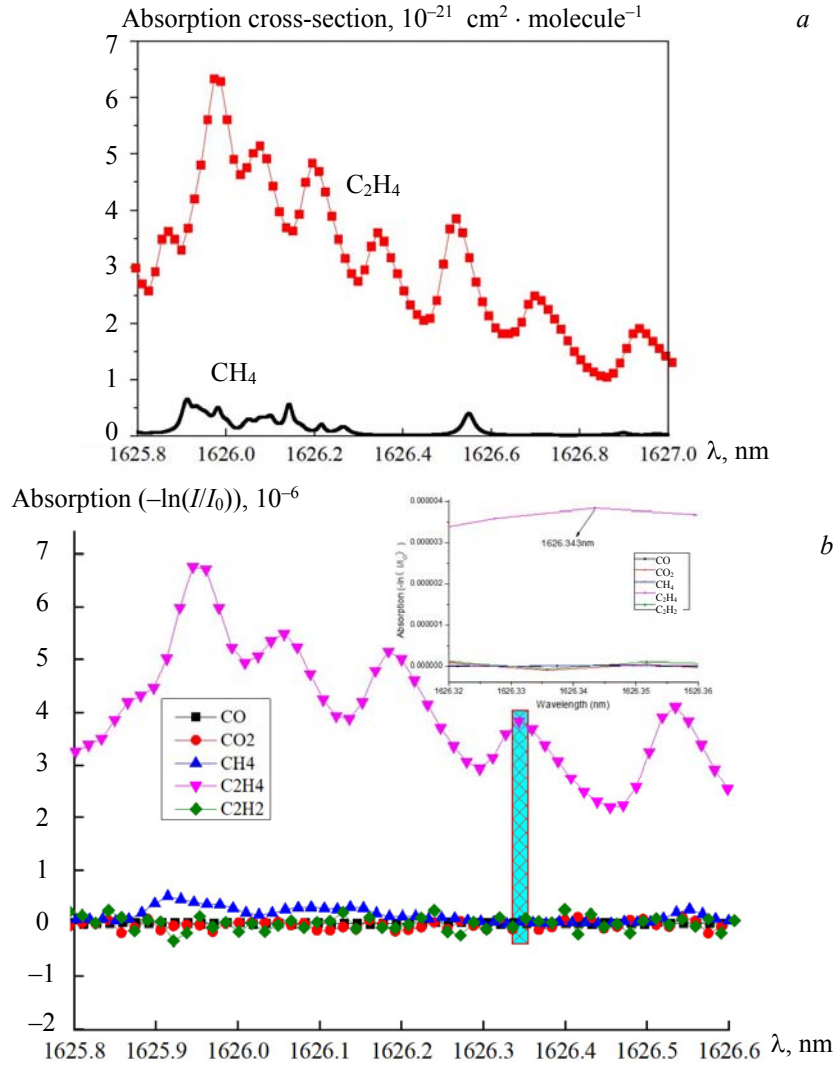 Absorption cross-section, 10⁻²¹ cm² · molecule⁻¹ a
7
6
5
4
3
2
1
0
C₂H₄
CH₄
1625.8 1626.0 1626.2 1626.4 1626.6 1626.8 1627.0 λ, nm
Absorption (–ln(I/I₀)), 10⁻⁶ b
7
6
5
4
3
2
1
0
–1
–2
CO
CO2
CH4
C2H4
C2H2
0.000004
0.000003
0.000002
0.000001
0.000000
Absorption (-ln( I/I₀))
1626.343nm
CO
CO₂
CH₄
C₂H₄
C₂H₂
1626.32 1626.33 1626.34 1626.35 1626.36
Wavelength (nm)
1625.8 1625.9 1626.0 1626.1 1626.2 1626.3 1626.4 1626.5 1626.6 λ, nm